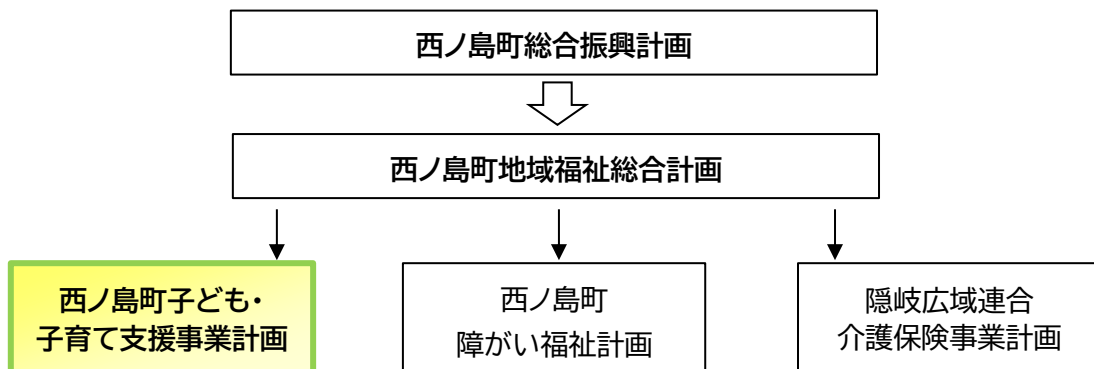 西ノ島町総合振興計画
西ノ島町地域福祉総合計画
西ノ島町子ども・
子育て支援事業計画
西ノ島町
障がい福祉計画
隠岐広域連合
介護保険事業計画